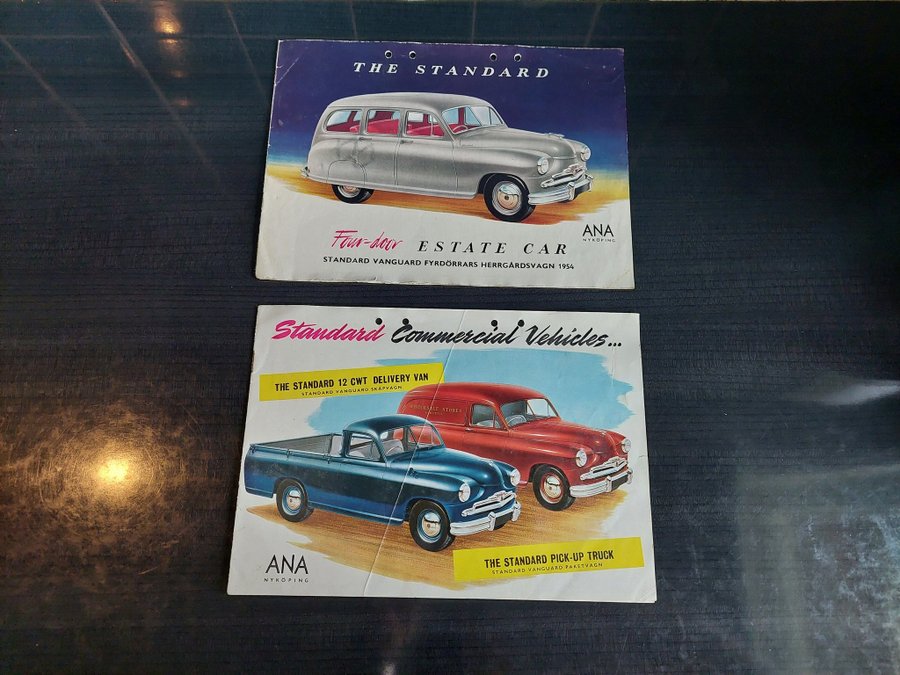 THE STANDARD
ANA
NYKÖPING
Four-door ESTATE CAR
STANDARD VANGUARD FYRDÖRRARS HERRGÅRDSVAGN 1954
Standard Commercial Vehicles...
THE STANDARD 12 CWT DELIVERY VAN
STANDARD VANGUARD SKÅPVAGN
THE STANDARD PICK-UP TRUCK
STANDARD VANGUARD PAKETVAGN
ANA
NYKÖPING